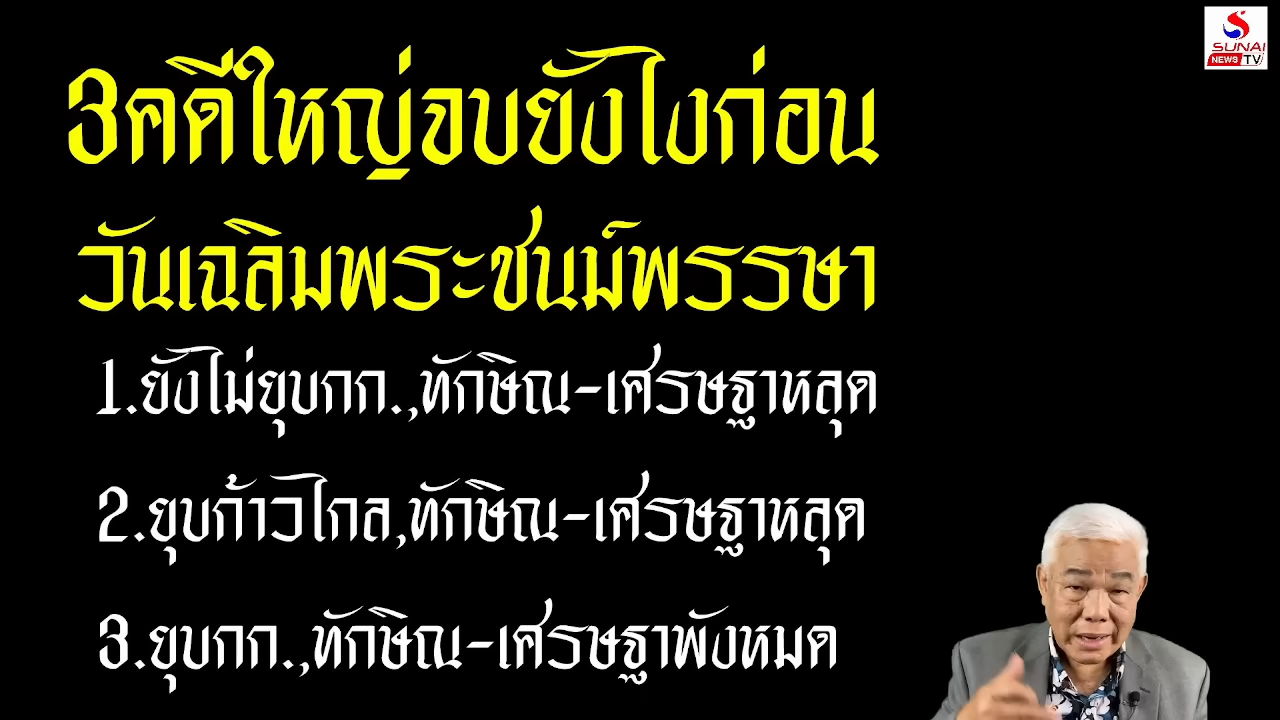 SUNAI
NEWS TV
3คดีใหญ่จบยังไงก่อน
วันเฉลิมพระชนม์พรรษา
1.ยังไม่ยุบกก.,ทักษิณ-เศรษฐาหลุด
2.ยุบก้าวไกล,ทักษิณ-เศรษฐาหลุด
3.ยุบกก.,ทักษิณ-เศรษฐาพังหมด